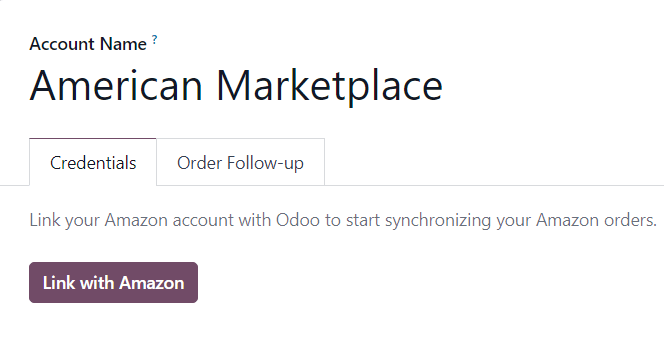 Account Name ?
American Marketplace
Credentials Order Follow-up
Link your Amazon account with Odoo to start synchronizing your Amazon orders.
Link with Amazon